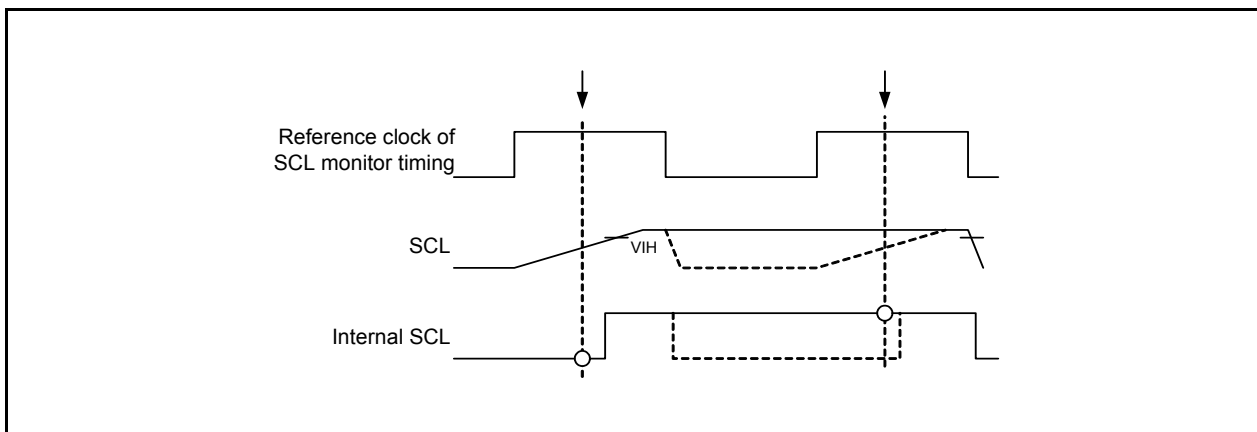 Reference clock of
SCL monitor timing
SCL
VIH
Internal SCL